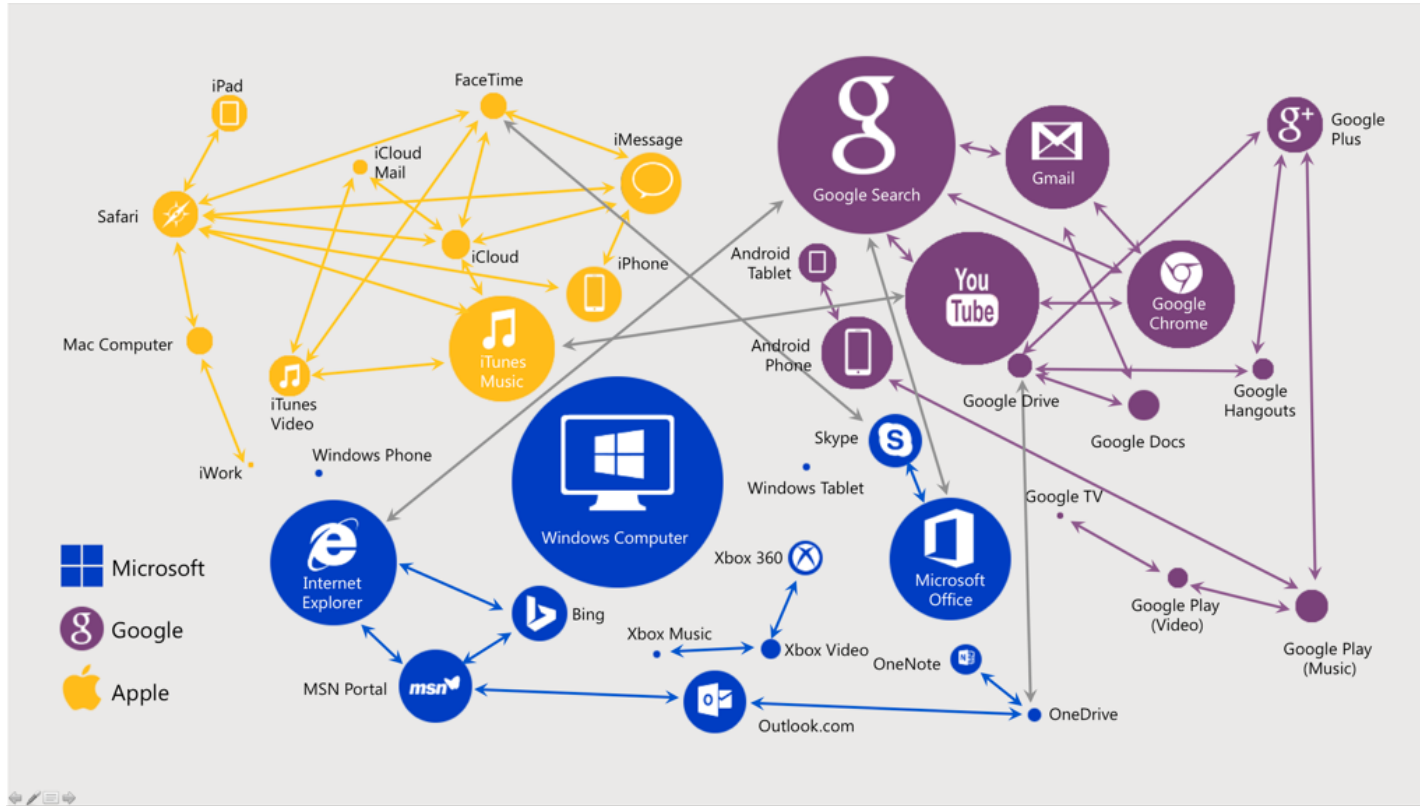 iPad
FaceTime
iCloud
Mail
iMessage
Safari
iCloud
iPhone
Mac Computer
iTunes
Music
iTunes
Video
iWork
g
Google Search
Gmail
g+
Google
Plus
Android
Tablet
You
Tube
Google
Chrome
Android
Phone
Google Drive
Google
Hangouts
Google Docs
Google TV
Google Play
(Video)
Google Play
(Music)
Windows Phone
Windows Computer
Skype
S
Windows Tablet
Internet
Explorer
Xbox 360
Microsoft
Office
Bing
Xbox Music
Xbox Video
OneNote
N
MSN Portal
msn
O
Outlook.com
OneDrive
Microsoft
g
Google
Apple